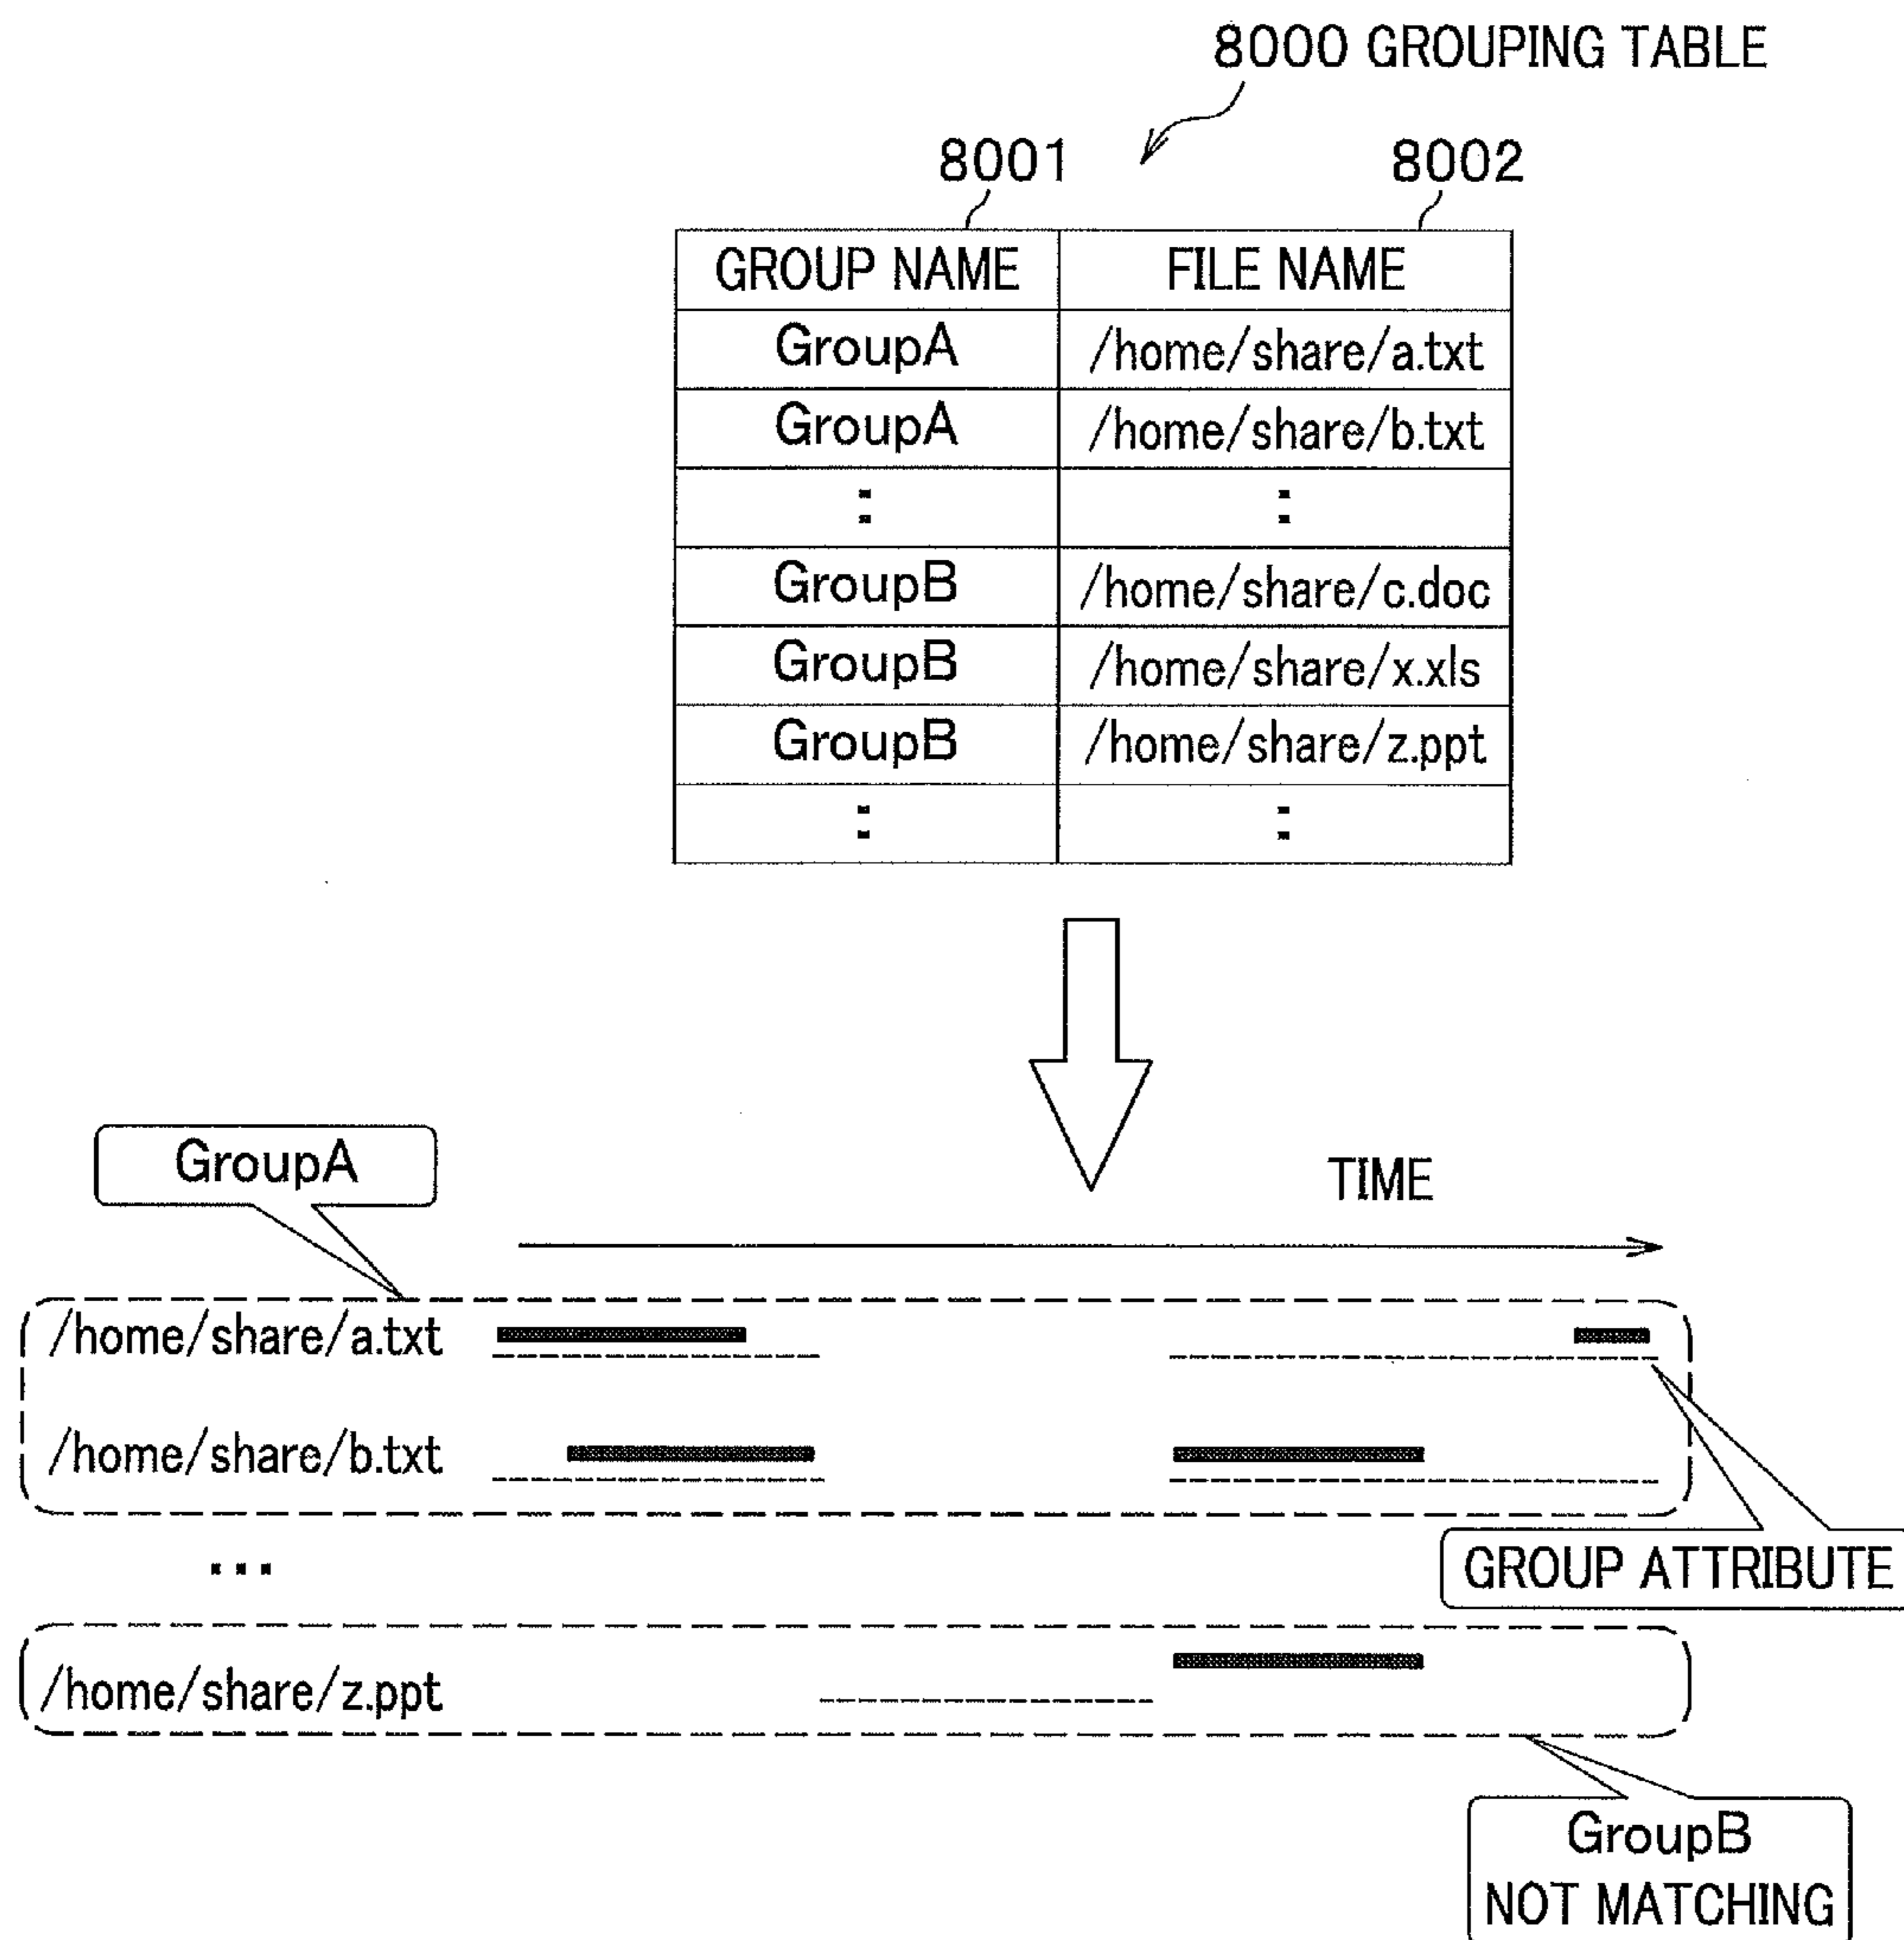 8000 GROUPING TABLE
8001 8002
GROUP NAME FILE NAME
GroupA /home/share/a.txt
GroupA /home/share/b.txt
: :
GroupB /home/share/c.doc
GroupB /home/share/x.xls
GroupB /home/share/z.ppt
: :
GroupA
TIME
/home/share/a.txt
/home/share/b.txt
GROUP ATTRIBUTE
...
/home/share/z.ppt
GroupB
NOT MATCHING